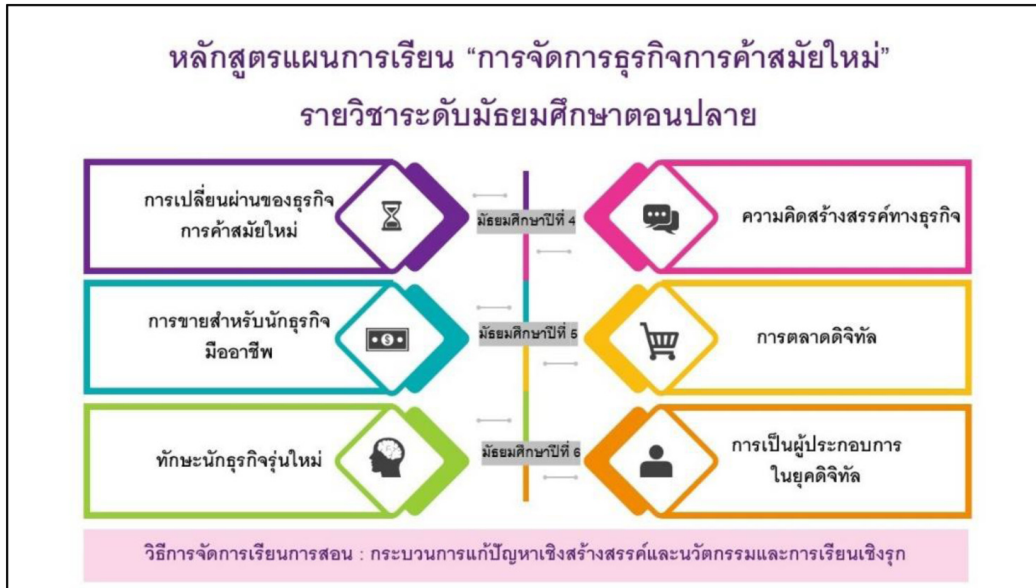 หลักสูตรแผนการเรียน “การจัดการธุรกิจการค้าสมัยใหม่”
รายวิชาระดับมัธยมศึกษาตอนปลาย
การเปลี่ยนผ่านของธุรกิจ
การค้าสมัยใหม่
มัธยมศึกษาปีที่ 4
ความคิดสร้างสรรค์ทางธุรกิจ
การขายสำหรับนักธุรกิจ
มืออาชีพ
มัธยมศึกษาปีที่ 5
การตลาดดิจิทัล
ทักษะนักธุรกิจรุ่นใหม่
มัธยมศึกษาปีที่ 6
การเป็นผู้ประกอบการ
ในยุคดิจิทัล
วิธีการจัดการเรียนการสอน : กระบวนการแก้ปัญหาเชิงสร้างสรรค์และนวัตกรรมและการเรียนเชิงรุก